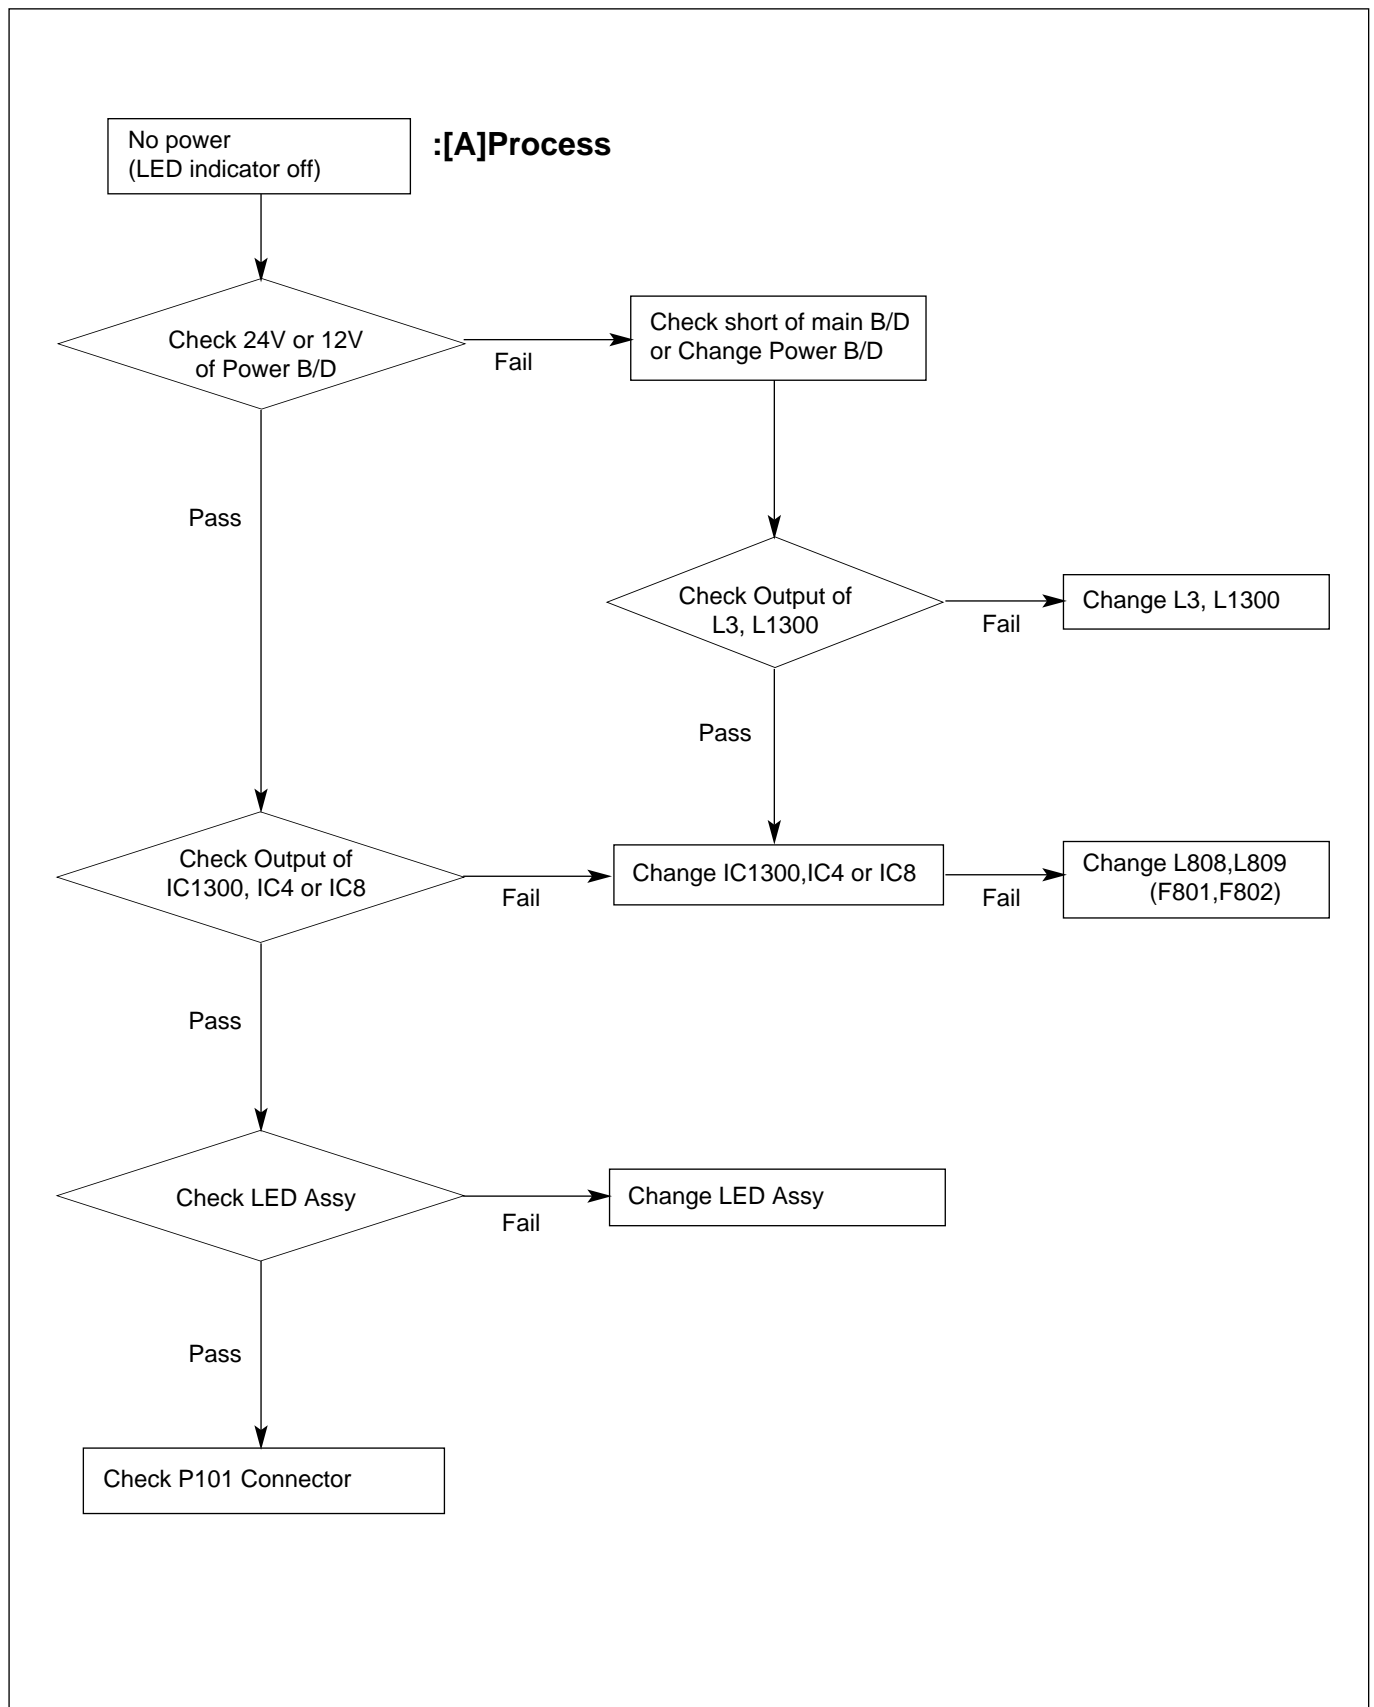 No power
(LED indicator off)
:[A]Process
Check 24V or 12V
of Power B/D
Fail
Check short of main B/D
or Change Power B/D
Pass
Check Output of
L3, L1300
Fail
Change L3, L1300
Pass
Check Output of
IC1300, IC4 or IC8
Fail
Change IC1300,IC4 or IC8
Fail
Change L808,L809
(F801,F802)
Pass
Check LED Assy
Fail
Change LED Assy
Pass
Check P101 Connector